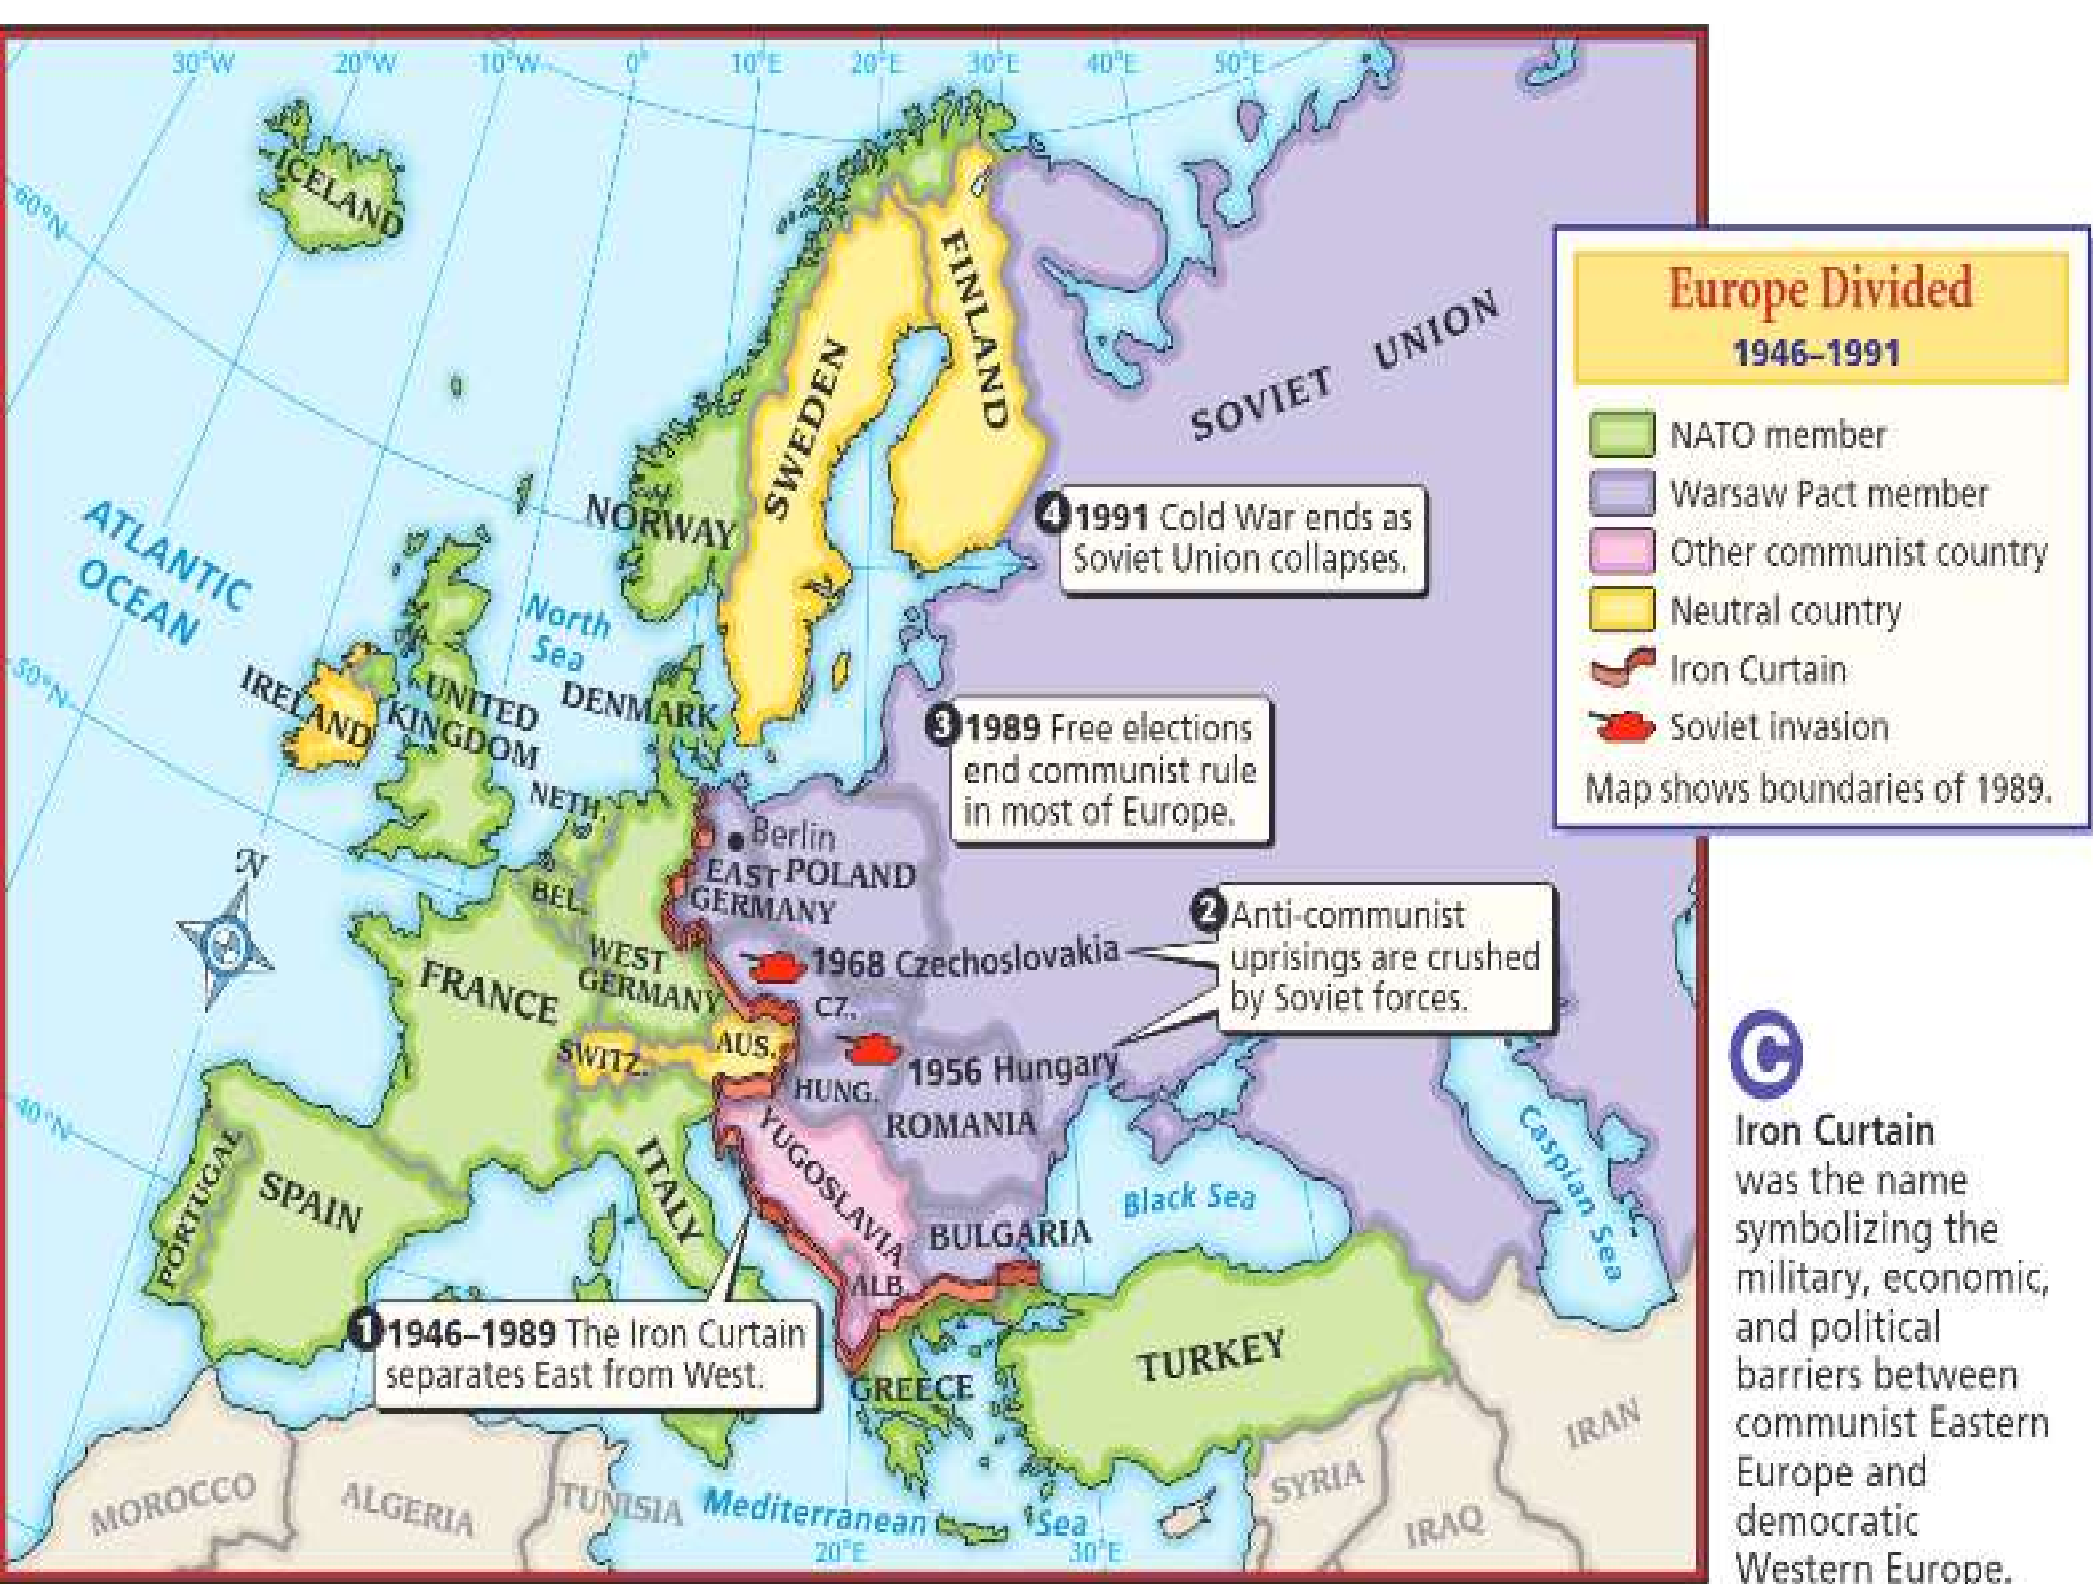 30°W
20°W
10°W
0°
10°E
20°E
30°E
40°E
50°E
60°N
50°N
40°N
ICELAND
ATLANTIC
OCEAN
NORWAY
SWEDEN
FINLAND
SOVIET UNION
North
Sea
IRELAND
UNITED
KINGDOM
DENMARK
NETH.
BEL.
Berlin
EAST
GERMANY
POLAND
WEST
GERMANY
FRANCE
SWITZ.
AUS.
CZ.
HUNG.
ROMANIA
YUGOSLAVIA
ITALY
PORTUGAL
SPAIN
BULGARIA
ALB.
GREECE
TURKEY
Black Sea
Caspian Sea
MOROCCO
ALGERIA
TUNISIA
Mediterranean Sea
SYRIA
IRAQ
IRAN
20°E
30°E
N
4 1991 Cold War ends as
Soviet Union collapses.
3 1989 Free elections
end communist rule
in most of Europe.
2 Anti-communist
uprisings are crushed
by Soviet forces.
1968 Czechoslovakia
1956 Hungary
1 1946–1989 The Iron Curtain
separates East from West.
Europe Divided
1946–1991
NATO member
Warsaw Pact member
Other communist country
Neutral country
Iron Curtain
Soviet invasion
Map shows boundaries of 1989.
C
Iron Curtain
was the name
symbolizing the
military, economic,
and political
barriers between
communist Eastern
Europe and
democratic
Western Europe.